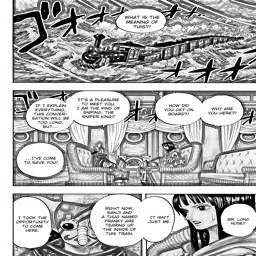 WHAT IS THE
MEANING OF
THIS?!
WHY ARE
YOU HERE?!
HOW DID
YOU GET ON
BOARD?!
IT'S A PLEASURE
TO MEET YOU.
I AM THE KING OF
SNIPING, THE
SNIPER KING!!
IF I EXPLAIN
EVERYTHING,
THIS CONVER-
SATION WILL BE
TOO LONG,
BUT...
...I'VE COME TO
SAVE YOU!
MR. LONG
NOSE?!
IT ISN'T
JUST ME.
RIGHT NOW,
SANJI AND
A THUG NAMED
FRANKY ARE
TEARING UP
THE INSIDE OF
THIS TRAIN.
I TOOK THE
OPPORTUNITY
TO COME
HERE.